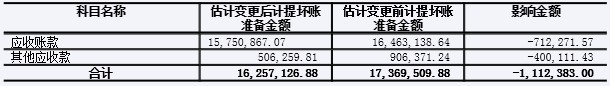 科目名称 估计变更后计提坏账准备金额 估计变更前计提坏账准备金额 影响金额
应收账款 15,750,867.07 16,463,138.64 -712,271.57
其他应收款 506,259.81 906,371.24 -400,111.43
合计 16,257,126.88 17,369,509.88 -1,112,383.00